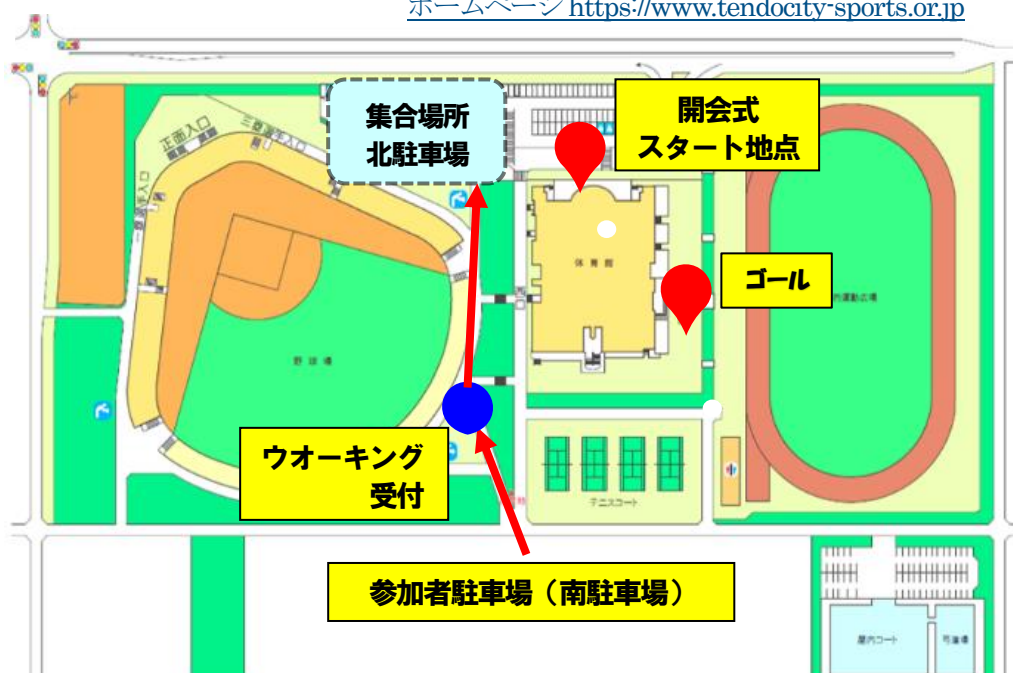 ホームページ https://www.tendocity-sports.or.jp
集合場所
北駐車場
開会式
スタート地点
正面入口
体育館
ゴール
野球場
ウオーキング
受付
テニスコート
参加者駐車場（南駐車場）
屋内コート
弓道場